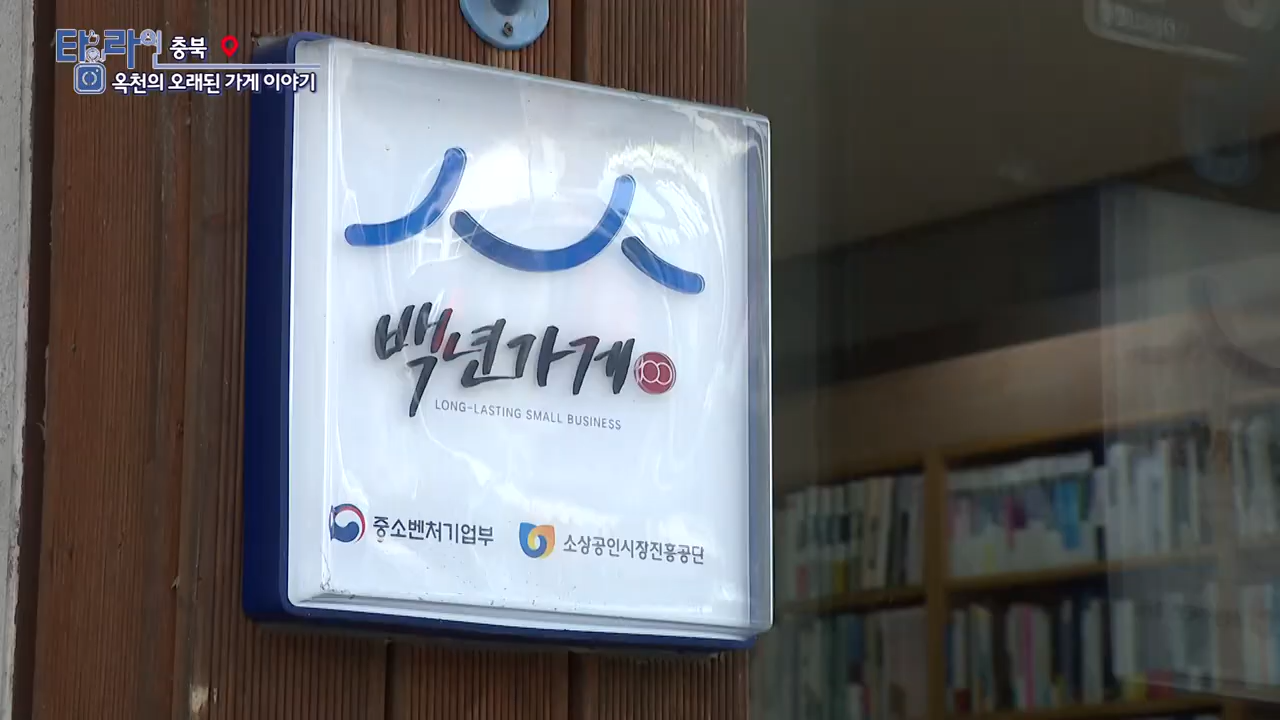 타임라인 충북
옥천의 오래된 가게 이야기
백년가게 100
LONG-LASTING SMALL BUSINESS
중소벤처기업부 소상공인시장진흥공단